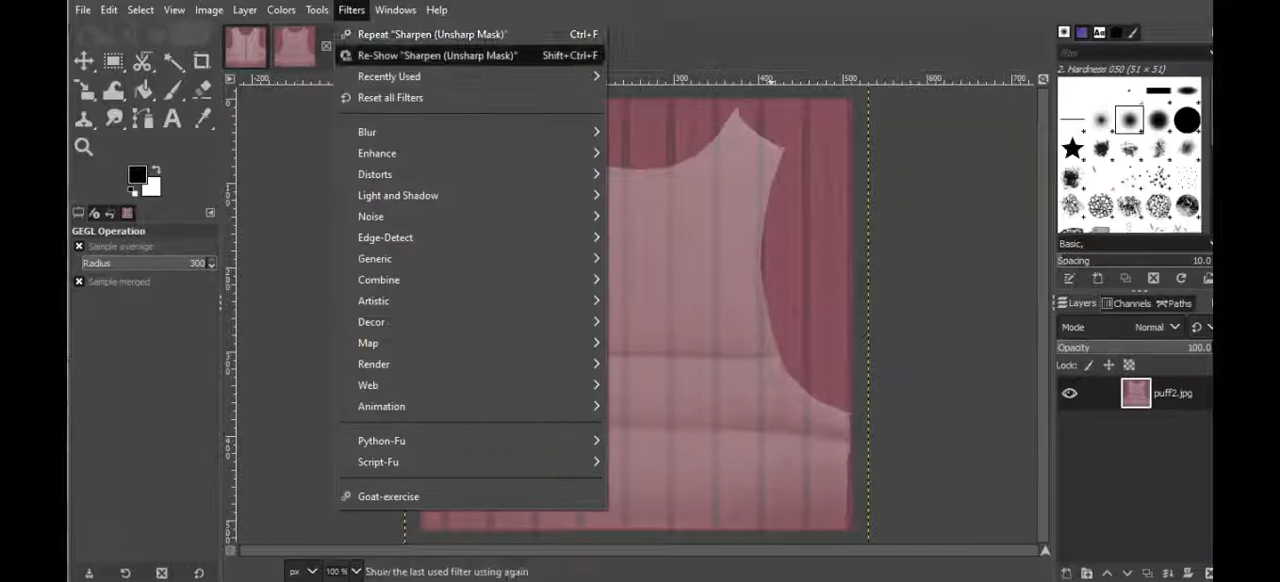 File Edit Select View Image Layer Colors Tools Filters Windows Help
Repeat "Sharpen (Unsharp Mask)" Ctrl+F
Re-Show "Sharpen (Unsharp Mask)" Shift+Ctrl+F
Recently Used
Reset all Filters
Blur
Enhance
Distorts
Light and Shadow
Noise
Edge-Detect
Generic
Combine
Artistic
Decor
Map
Render
Web
Animation
Python-Fu
Script-Fu
Goat-exercise
-200 300 400 500 600 700
GEGL Operation
Sample average
Radius 300
Sample merged
Filter
2. Hardness 050 (51 × 51)
Basic,
Spacing 10.0
Layers Channels Paths
Mode Normal
Opacity 100.0
Lock:
puff2.jpg
px 100 % Show the last used filter using again